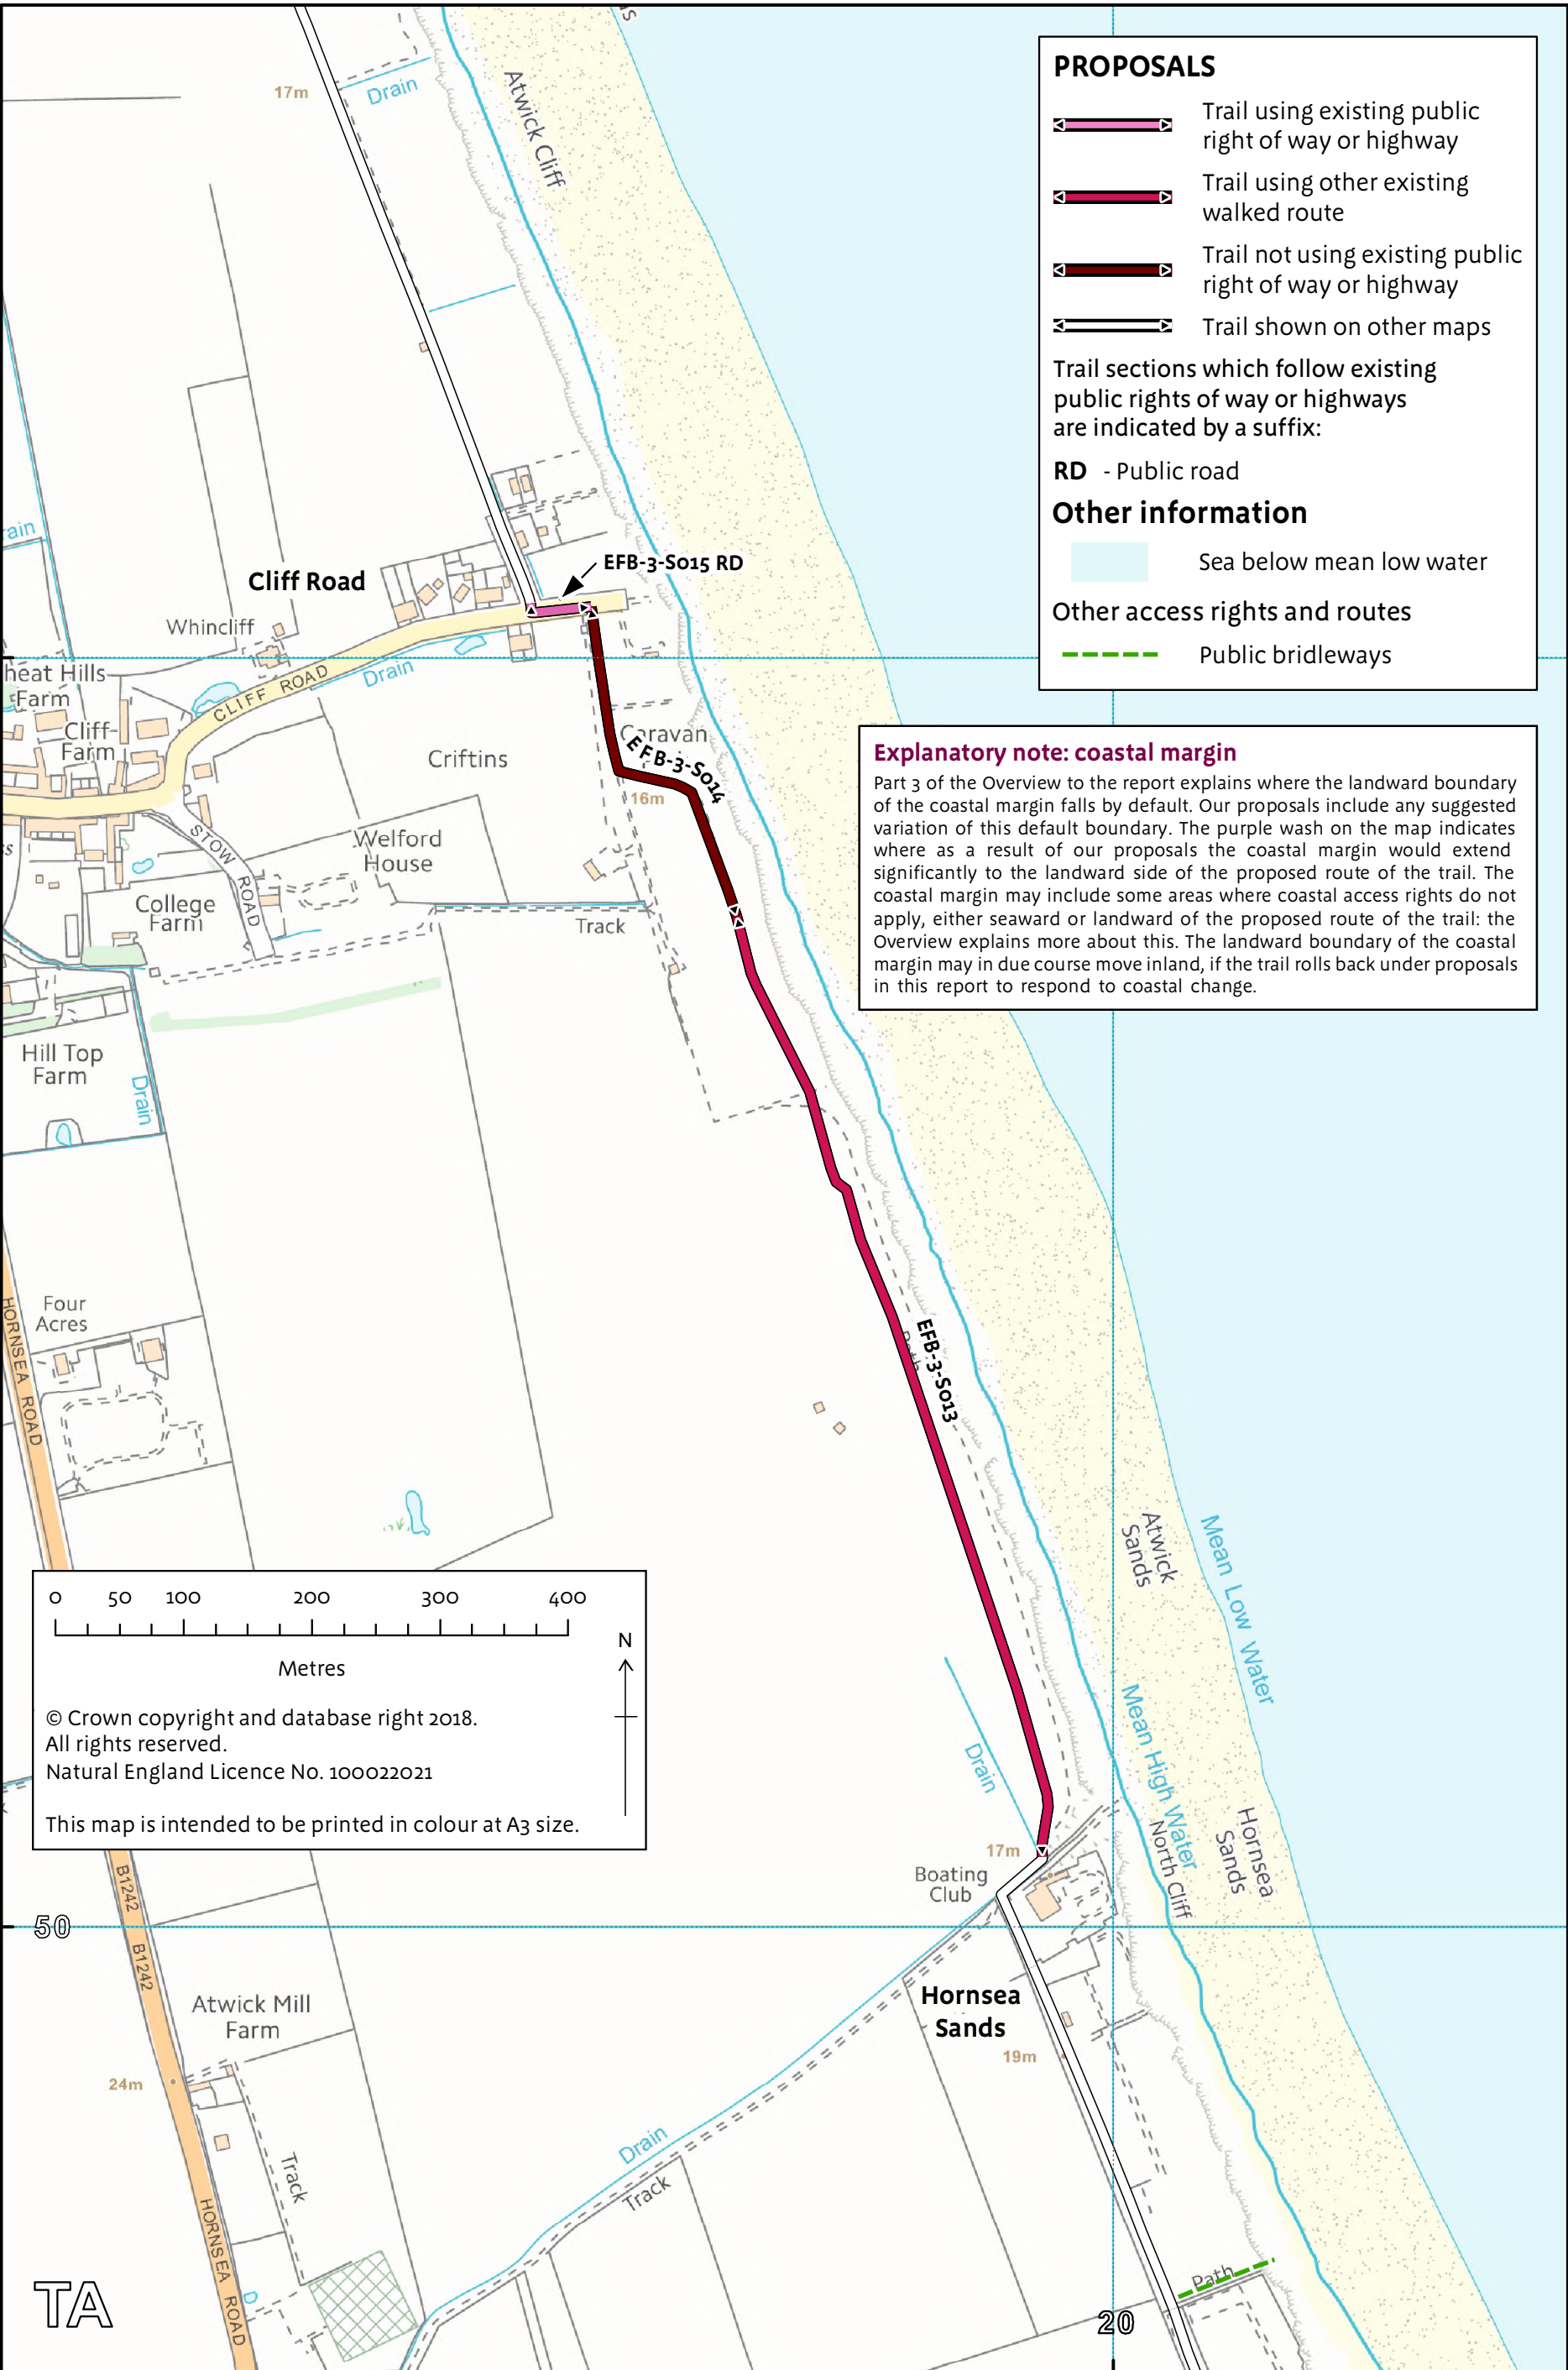 17m
Drain
Atwick Cliff
PROPOSALS
Trail using existing public
right of way or highway
Trail using other existing
walked route
Trail not using existing public
right of way or highway
Trail shown on other maps
Trail sections which follow existing
public rights of way or highways
are indicated by a suffix:
RD - Public road
Other information
Sea below mean low water
Other access rights and routes
Public bridleways
Cliff Road
EFB-3-S015 RD
Whincliff
CLIFF ROAD
Drain
heat Hills
Farm
Cliff
Farm
Criftins
Caravan
EFB-3-S014
16m
Explanatory note: coastal margin
Part 3 of the Overview to the report explains where the landward boundary
of the coastal margin falls by default. Our proposals include any suggested
variation of this default boundary. The purple wash on the map indicates
where as a result of our proposals the coastal margin would extend
significantly to the landward side of the proposed route of the trail. The
coastal margin may include some areas where coastal access rights do not
apply, either seaward or landward of the proposed route of the trail: the
Overview explains more about this. The landward boundary of the coastal
margin may in due course move inland, if the trail rolls back under proposals
in this report to respond to coastal change.
STOW ROAD
Welford
House
College
Farm
Track
Hill Top
Farm
Drain
Four
Acres
HORNSEA ROAD
Path
EFB-3-S013
Atwick
Sands
Mean Low Water
0 50 100 200 300 400
Metres
N
© Crown copyright and database right 2018.
All rights reserved.
Natural England Licence No. 100022021
This map is intended to be printed in colour at A3 size.
Drain
Mean High Water
North Cliff
Hornsea
Sands
17m
Boating
Club
B1242
50
B1242
Atwick Mill
Farm
Hornsea
Sands
19m
24m
Track
Drain
Track
HORNSEA ROAD
Track
Path
TA
20